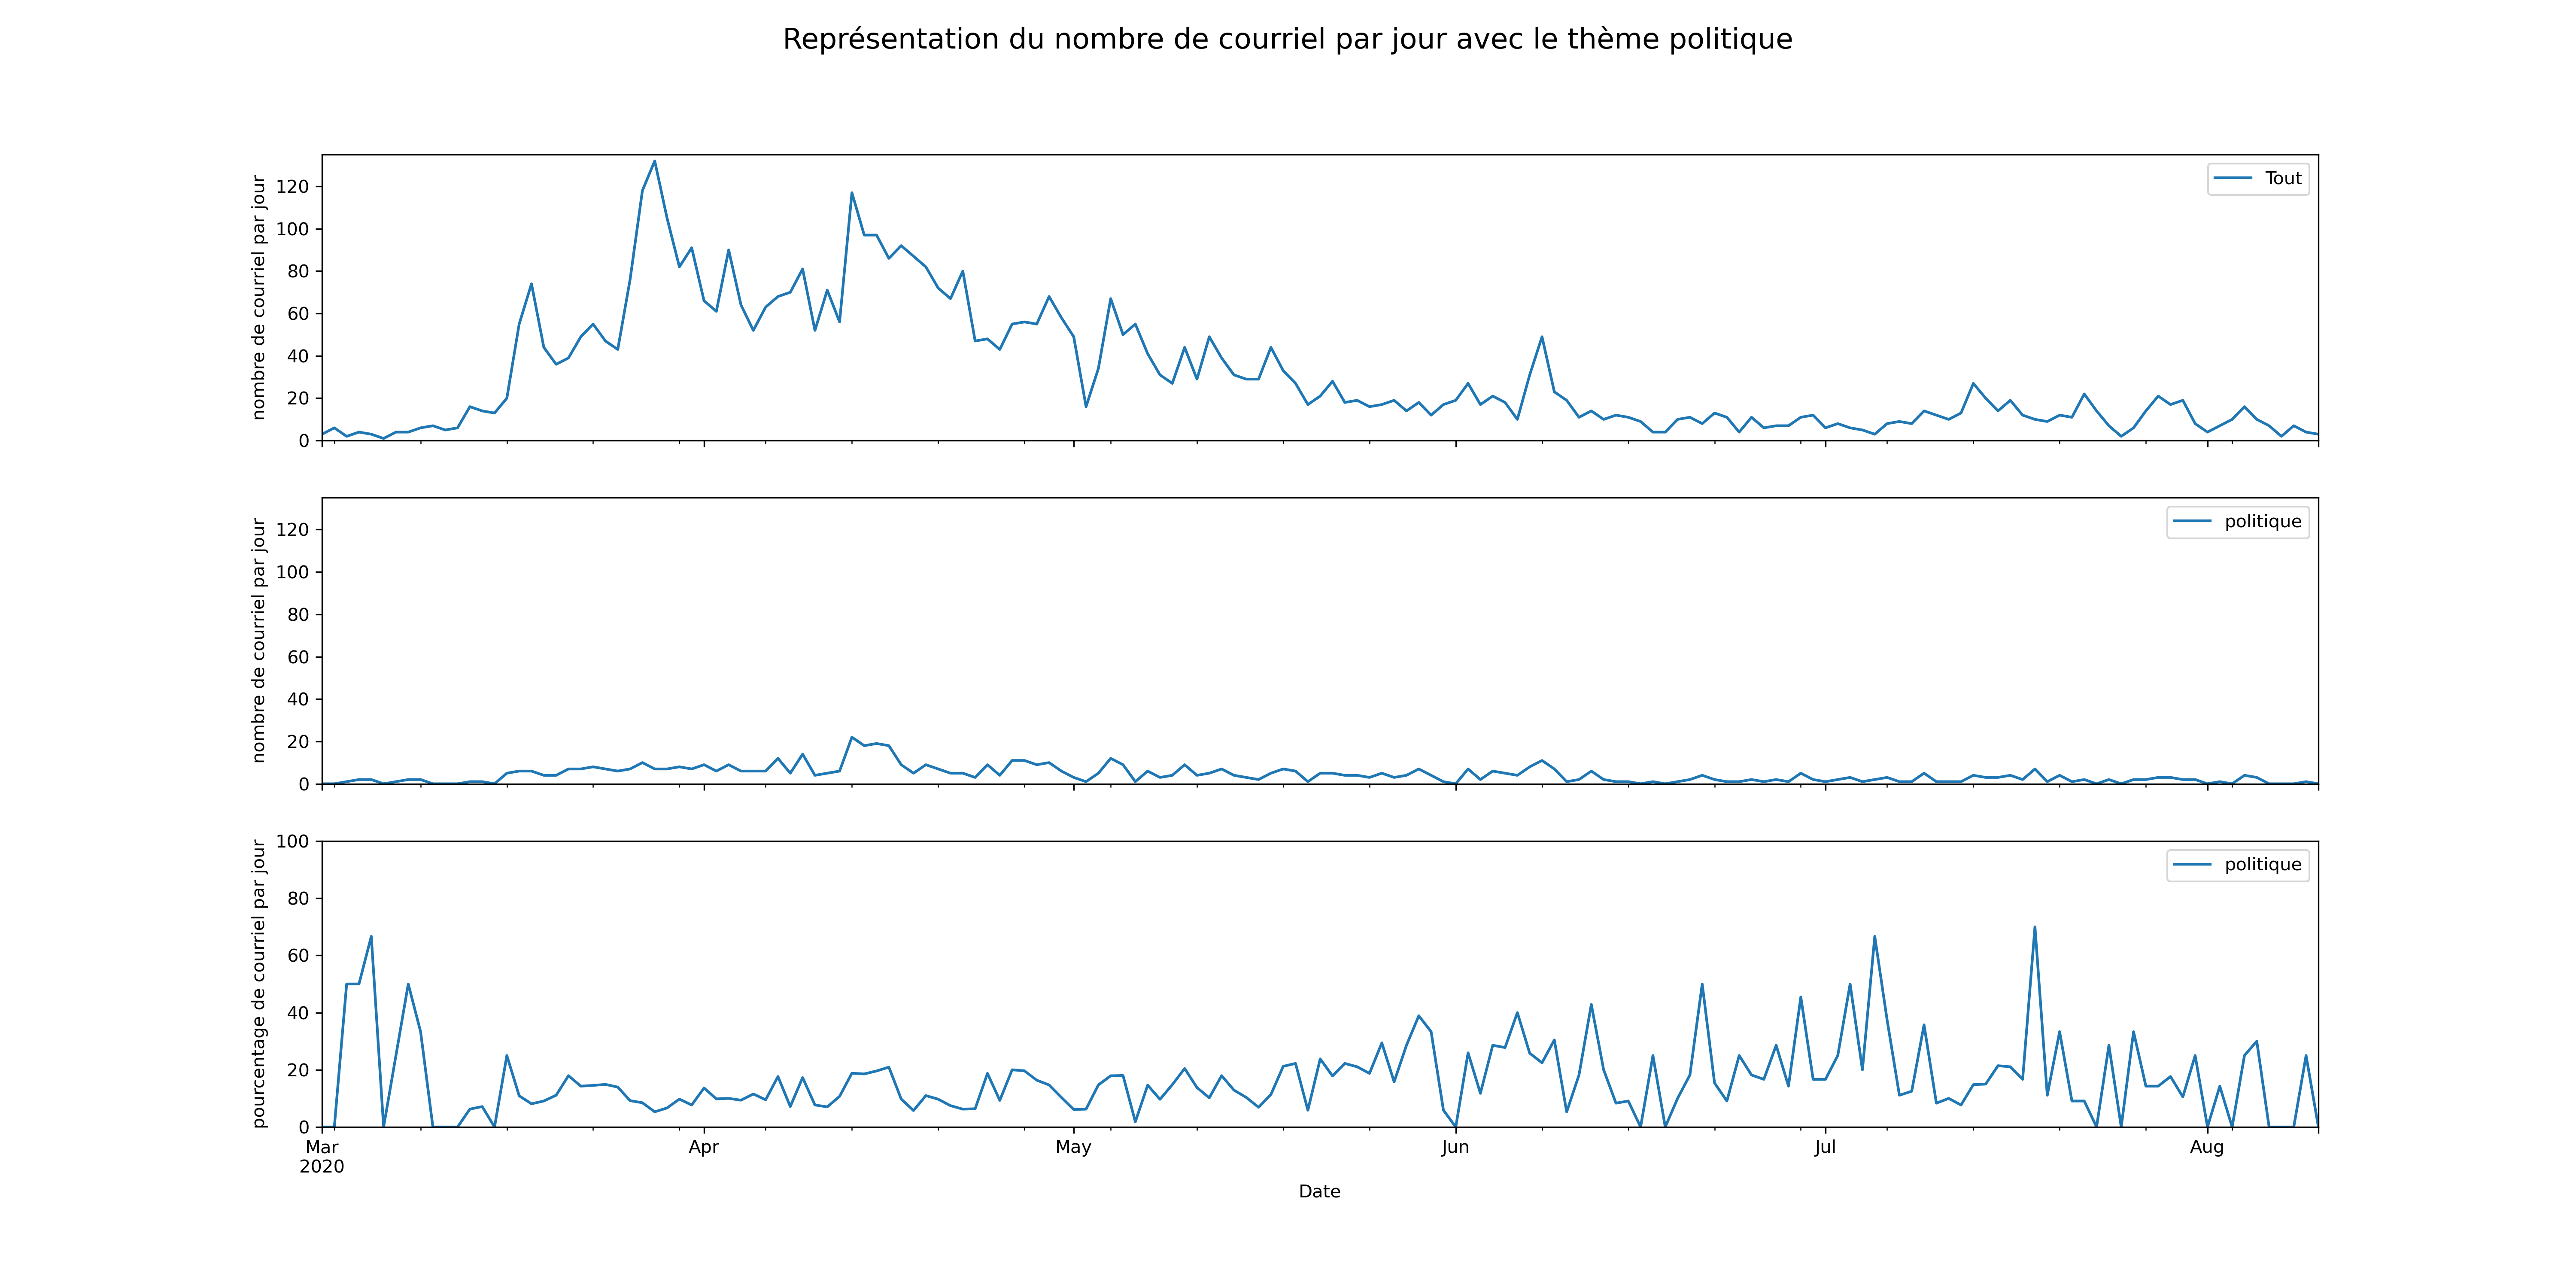 Représentation du nombre de courriel par jour avec le thème politique
nombre de courriel par jour
120
100
80
60
40
20
0
Tout
nombre de courriel par jour
120
100
80
60
40
20
0
politique
pourcentage de courriel par jour
100
80
60
40
20
0
politique
Mar Apr May Jun Jul Aug
2020
Date